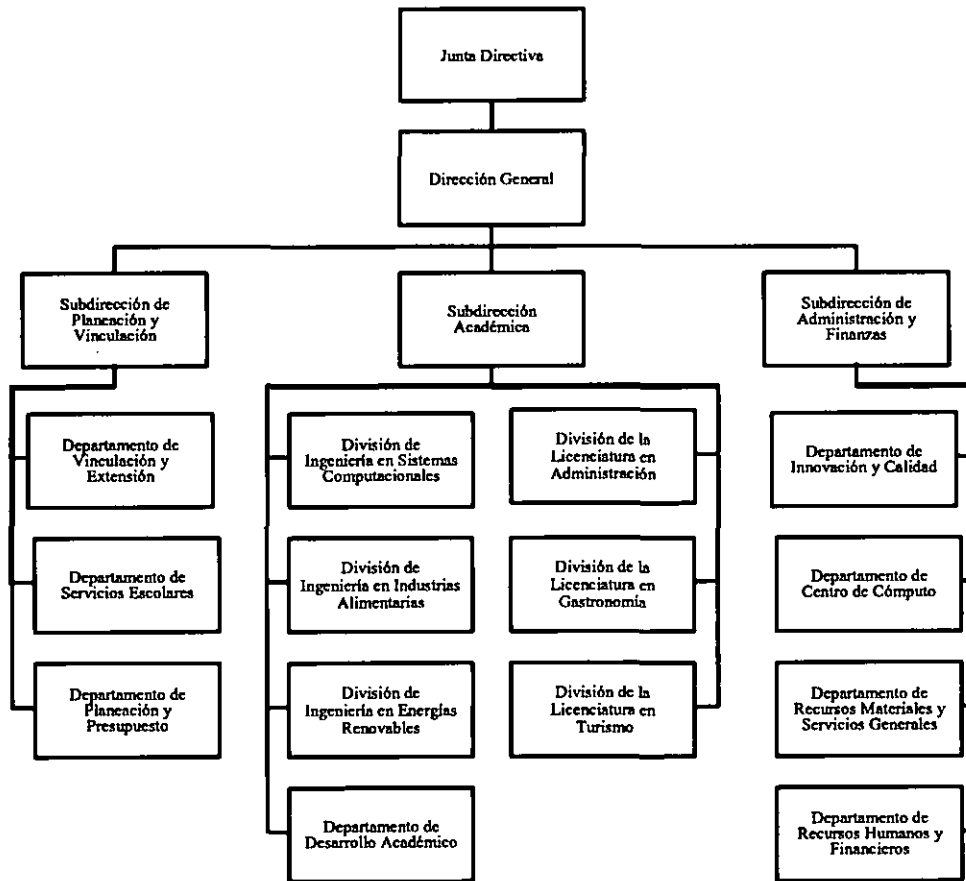 Junta Directiva
Dirección General
Subdirección de
Planeación y
Vinculación
Subdirección
Académica
Subdirección de
Administración y
Finanzas
Departamento de
Vinculación y
Extensión
Departamento de
Servicios Escolares
Departamento de
Planeación y
Presupuesto
División de
Ingeniería en Sistemas
Computacionales
División de
Ingeniería en Industrias
Alimentarias
División de
Ingeniería en Energías
Renovables
Departamento de
Desarrollo Académico
División de la
Licenciatura en
Administración
División de la
Licenciatura en
Gastronomía
División de la
Licenciatura en
Turismo
Departamento de
Innovación y Calidad
Departamento de
Centro de Cómputo
Departamento de
Recursos Materiales y
Servicios Generales
Departamento de
Recursos Humanos y
Financieros